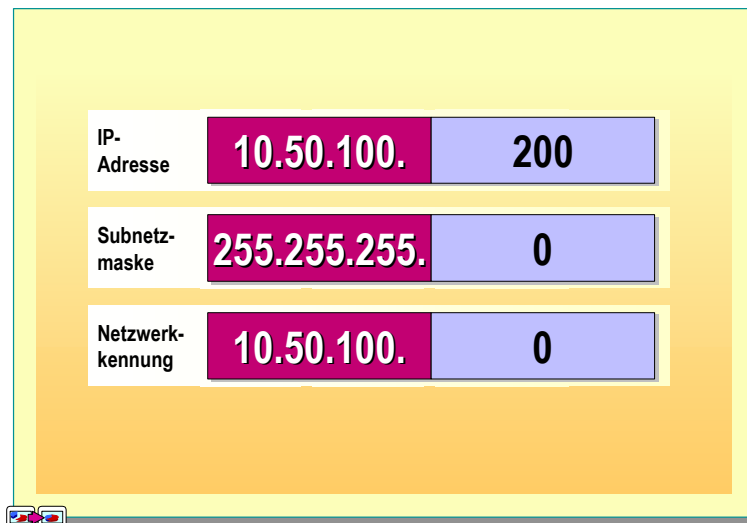 IP-
Adresse
10.50.100. 200
Subnetz-
maske
255.255.255. 0
Netzwerk-
kennung
10.50.100. 0